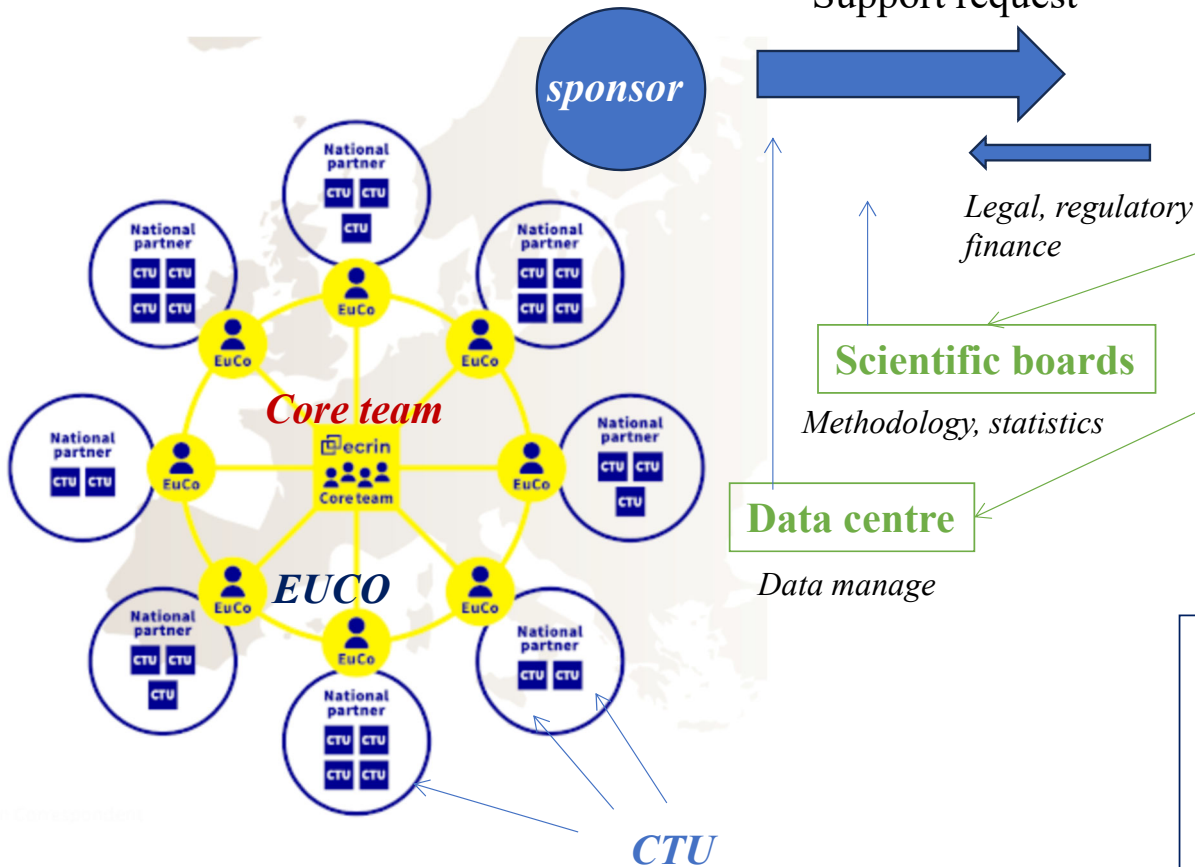 Support request
sponsor
Legal, regulatory
finance
Scientific boards
Methodology, statistics
Data centre
Data manage
National
partner
CTU CTU
CTU
EuCo
National
partner
CTU CTU
CTU CTU
EuCo
National
partner
CTU CTU
CTU CTU
EuCo
Core team
ecrin
Core team
National
partner
CTU CTU
EuCo
National
partner
CTU CTU
CTU
EuCo
EUCO
National
partner
CTU CTU
CTU
EuCo
National
partner
CTU CTU
EuCo
National
partner
CTU CTU
CTU CTU
EuCo
CTU